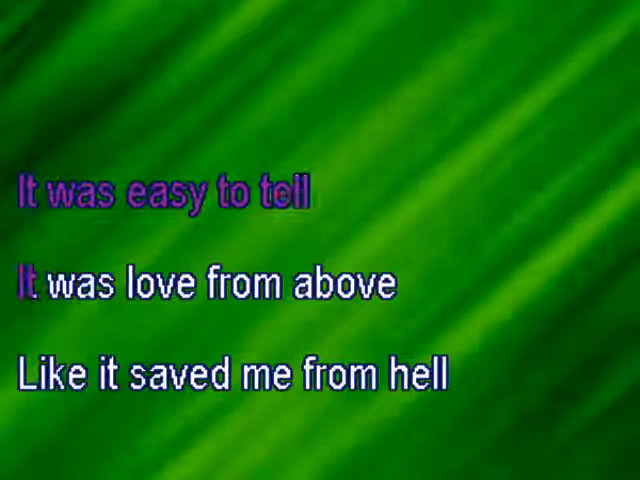 It was easy to tell
It was love from above
Like it saved me from hell